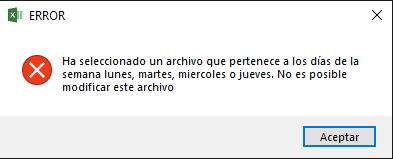 ERROR
Ha seleccionado un archivo que pertenece a los días de la
semana lunes, martes, miercoles o jueves. No es posible
modificar este archivo
Aceptar